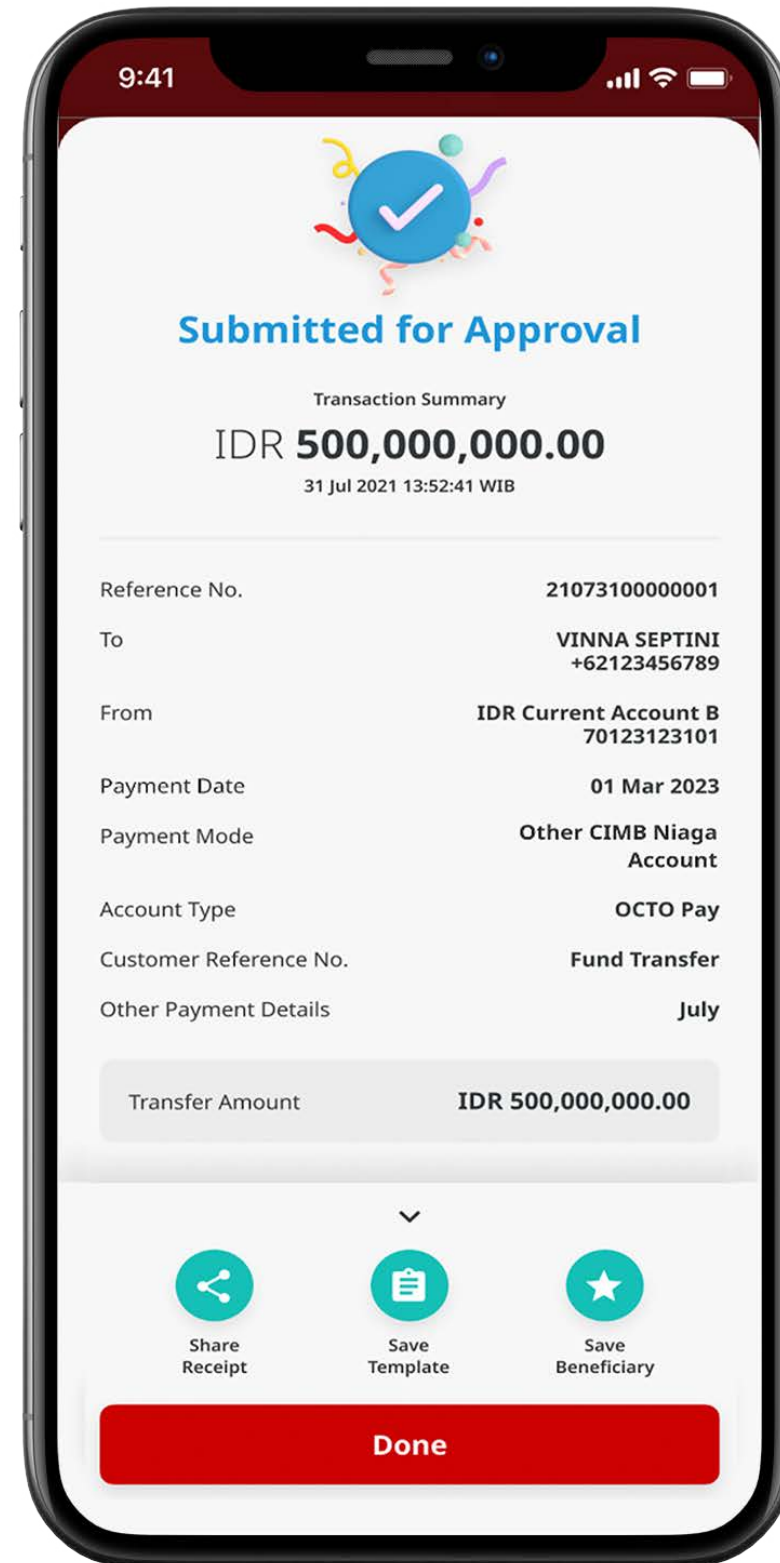 9:41
Submitted for Approval
Transaction Summary
IDR 500,000,000.00
31 Jul 2021 13:52:41 WIB
Reference No. 21073100000001
To VINNA SEPTINI
+62123456789
From IDR Current Account B
70123123101
Payment Date 01 Mar 2023
Payment Mode Other CIMB Niaga
Account
Account Type OCTO Pay
Customer Reference No. Fund Transfer
Other Payment Details July
Transfer Amount IDR 500,000,000.00
Share Save Save
Receipt Template Beneficiary
Done